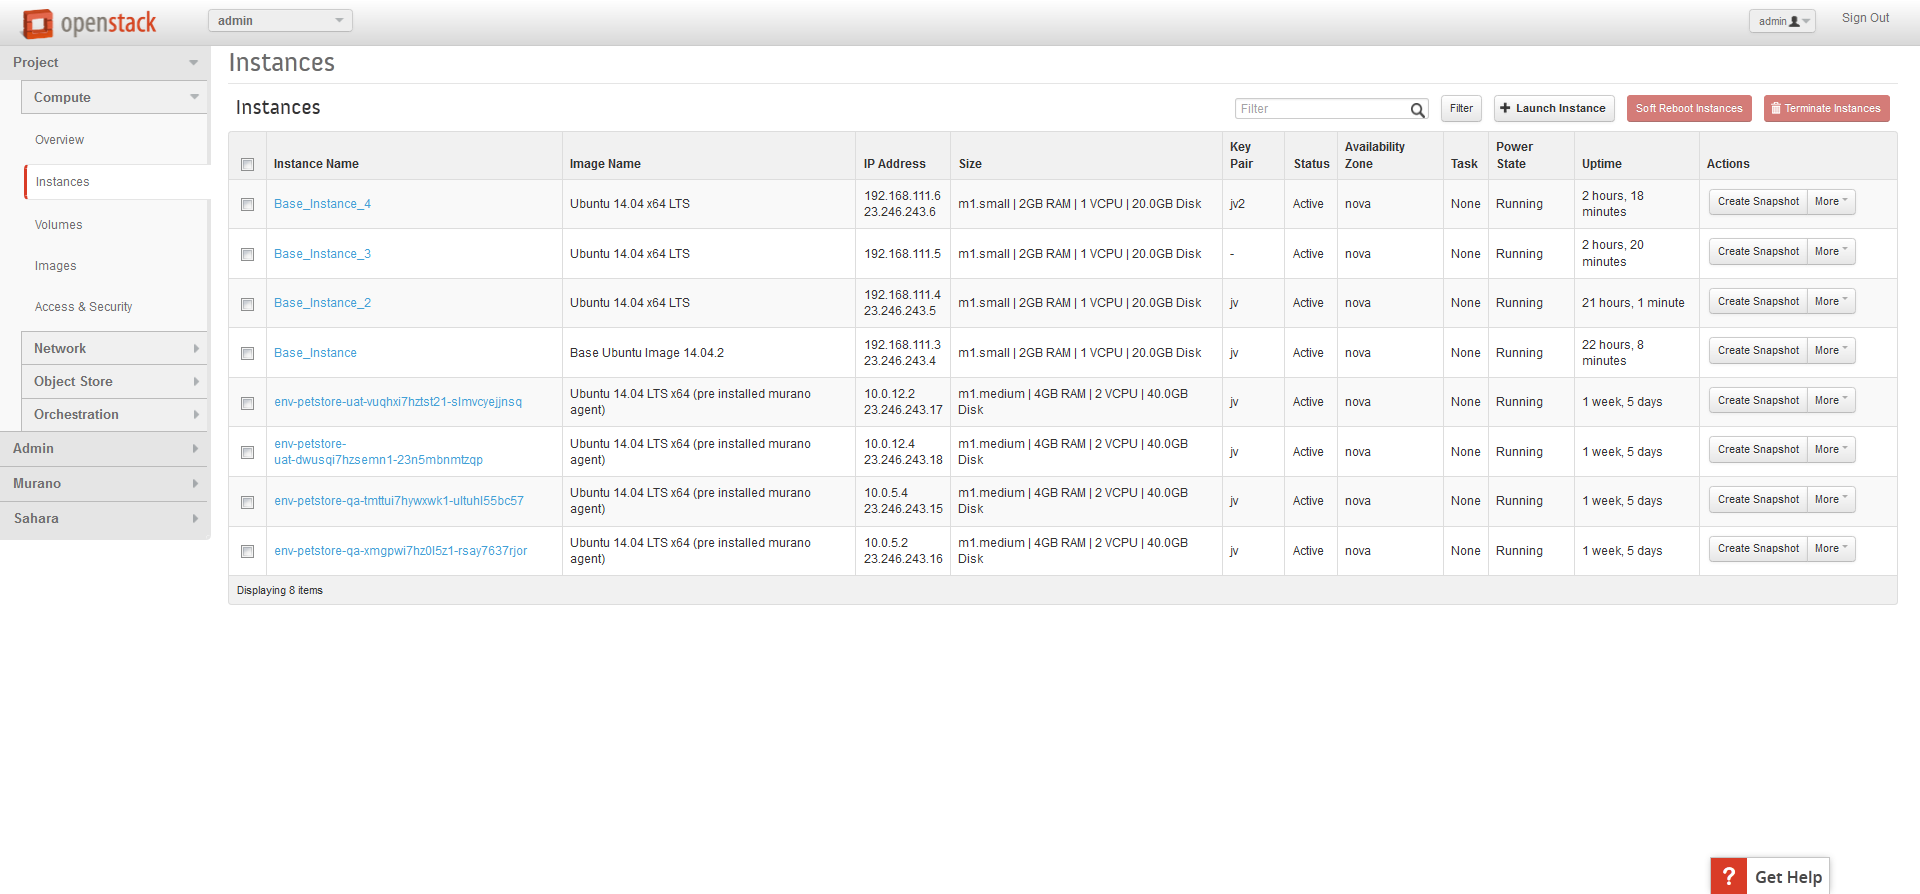 openstack
admin
admin
Sign Out
Project
Compute
Overview
Instances
Volumes
Images
Access & Security
Network
Object Store
Orchestration
Admin
Murano
Sahara
Instances
Instances
Filter
Filter
+ Launch Instance
Soft Reboot Instances
Terminate Instances
Instance Name
Image Name
IP Address
Size
Key
Pair
Status
Availability
Zone
Task
Power
State
Uptime
Actions
Base_Instance_4
Ubuntu 14.04 x64 LTS
192.168.111.6
23.246.243.6
m1.small | 2GB RAM | 1 VCPU | 20.0GB Disk
jv2
Active
nova
None
Running
2 hours, 18
minutes
Create Snapshot
More
Base_Instance_3
Ubuntu 14.04 x64 LTS
192.168.111.5
m1.small | 2GB RAM | 1 VCPU | 20.0GB Disk
-
Active
nova
None
Running
2 hours, 20
minutes
Create Snapshot
More
Base_Instance_2
Ubuntu 14.04 x64 LTS
192.168.111.4
23.246.243.5
m1.small | 2GB RAM | 1 VCPU | 20.0GB Disk
jv
Active
nova
None
Running
21 hours, 1 minute
Create Snapshot
More
Base_Instance
Base Ubuntu Image 14.04.2
192.168.111.3
23.246.243.4
m1.small | 2GB RAM | 1 VCPU | 20.0GB Disk
jv
Active
nova
None
Running
22 hours, 8
minutes
Create Snapshot
More
env-petstore-uat-vuqhxi7hztst21-slmvcyejjnsq
Ubuntu 14.04 LTS x64 (pre installed murano
agent)
10.0.12.2
23.246.243.17
m1.medium | 4GB RAM | 2 VCPU | 40.0GB
Disk
jv
Active
nova
None
Running
1 week, 5 days
Create Snapshot
More
env-petstore-
uat-dwusqi7hzsemn1-23n5mbnmtzqp
Ubuntu 14.04 LTS x64 (pre installed murano
agent)
10.0.12.4
23.246.243.18
m1.medium | 4GB RAM | 2 VCPU | 40.0GB
Disk
jv
Active
nova
None
Running
1 week, 5 days
Create Snapshot
More
env-petstore-qa-tmttui7hywxwk1-ultuhl55bc57
Ubuntu 14.04 LTS x64 (pre installed murano
agent)
10.0.5.4
23.246.243.15
m1.medium | 4GB RAM | 2 VCPU | 40.0GB
Disk
jv
Active
nova
None
Running
1 week, 5 days
Create Snapshot
More
env-petstore-qa-xmgpwi7hz0l5z1-rsay7637rjor
Ubuntu 14.04 LTS x64 (pre installed murano
agent)
10.0.5.2
23.246.243.16
m1.medium | 4GB RAM | 2 VCPU | 40.0GB
Disk
jv
Active
nova
None
Running
1 week, 5 days
Create Snapshot
More
Displaying 8 items
? Get Help